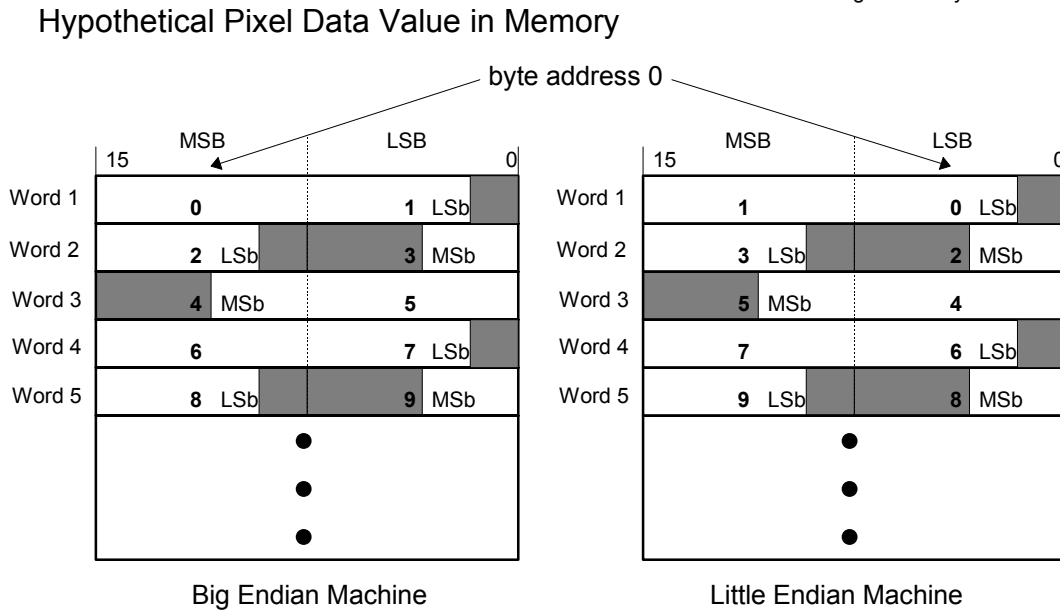 Hypothetical Pixel Data Value in Memory
byte address 0
MSB LSB MSB LSB
15 0 15 0
Word 1 0 1 LSb Word 1 1 0 LSb
Word 2 2 LSb 3 MSb Word 2 3 LSb 2 MSb
Word 3 4 MSb 5 Word 3 5 MSb 4
Word 4 6 7 LSb Word 4 7 6 LSb
Word 5 8 LSb 9 MSb Word 5 9 LSb 8 MSb
Big Endian Machine Little Endian Machine